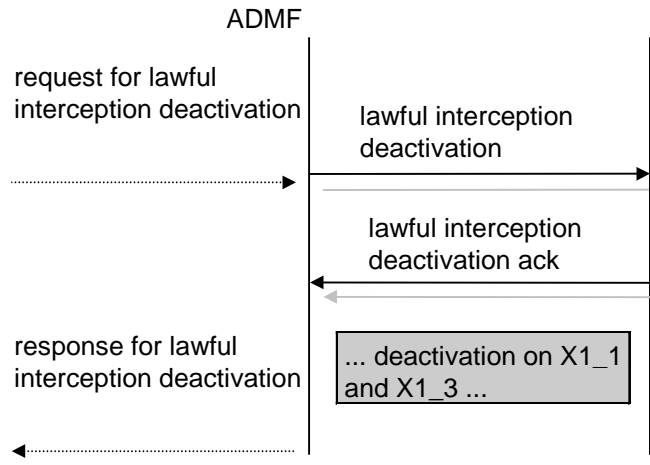 ADMF
request for lawful
interception deactivation
lawful interception
deactivation
lawful interception
deactivation ack
response for lawful
interception deactivation
... deactivation on X1_1
and X1_3 ...